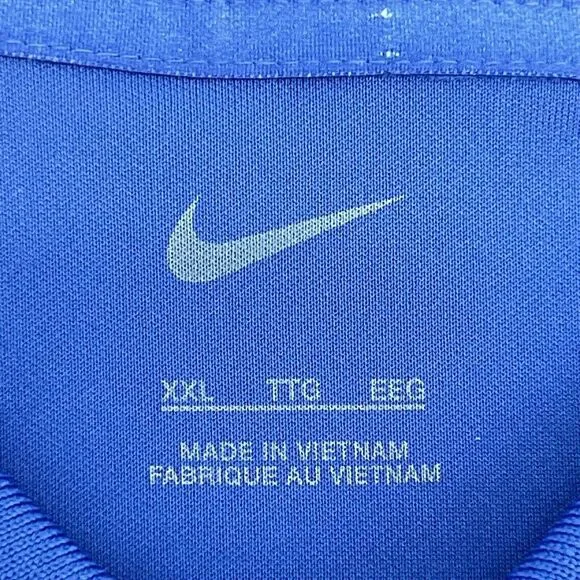 XXL TTG EEG
MADE IN VIETNAM
FABRIQUE AU VIETNAM